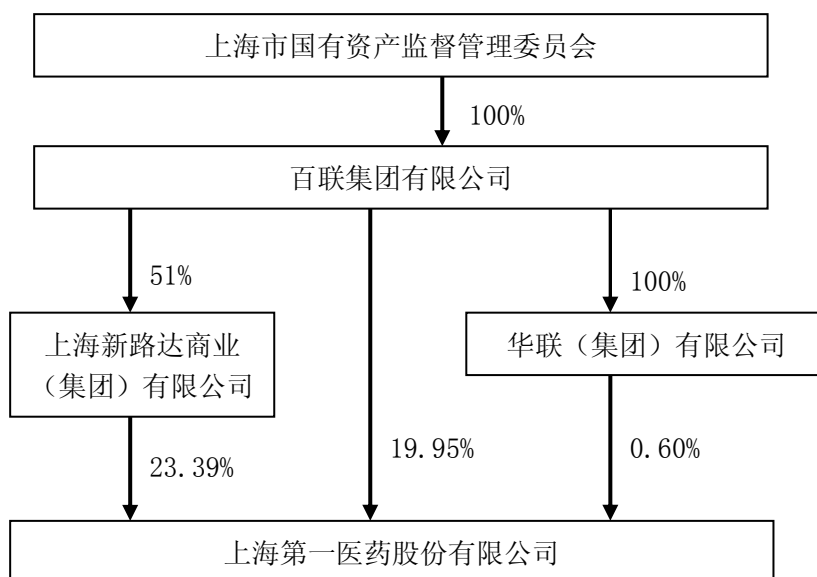 上海市国有资产监督管理委员会
100%
百联集团有限公司
51%
100%
上海新路达商业
（集团）有限公司
华联（集团）有限公司
23.39%
19.95%
0.60%
上海第一医药股份有限公司